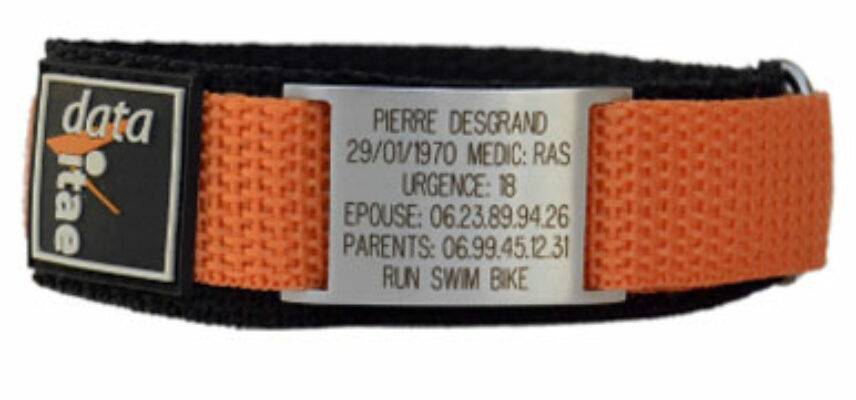 data
itae
PIERRE DESGRAND
29/01/1970 MEDIC: RAS
URGENCE: 18
EPOUSE: 06.23.89.94.26
PARENTS: 06.99.45.12.31
RUN SWIM BIKE